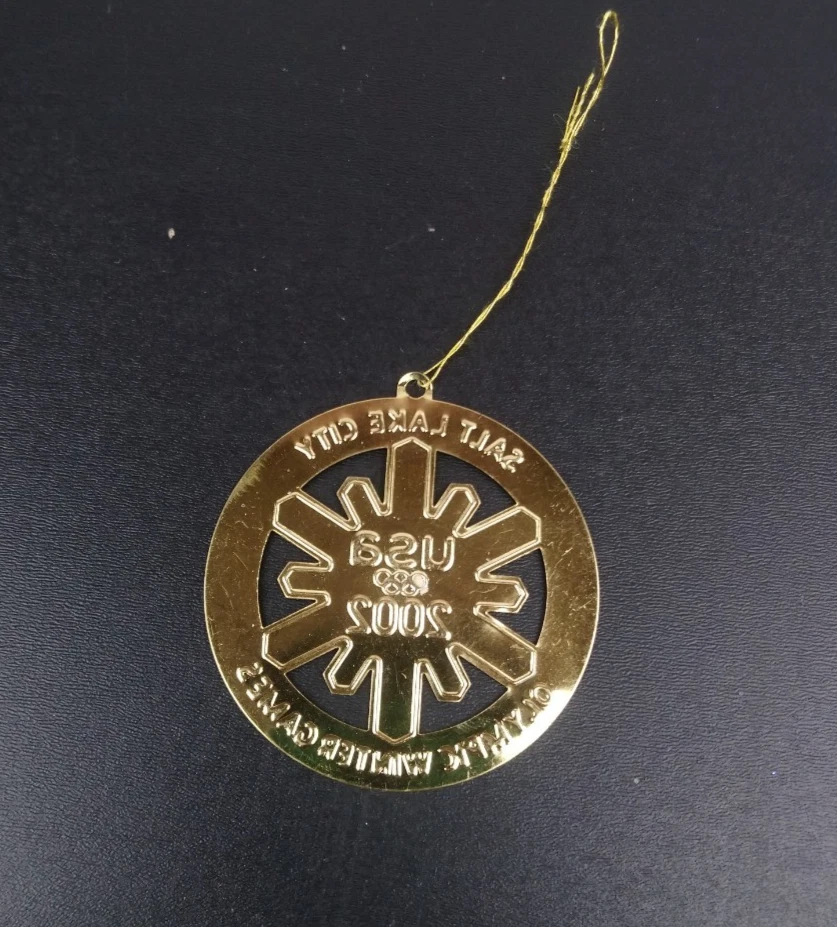 SALT LAKE CITY
usa
2002
OLYMPIC WINTER GAMES